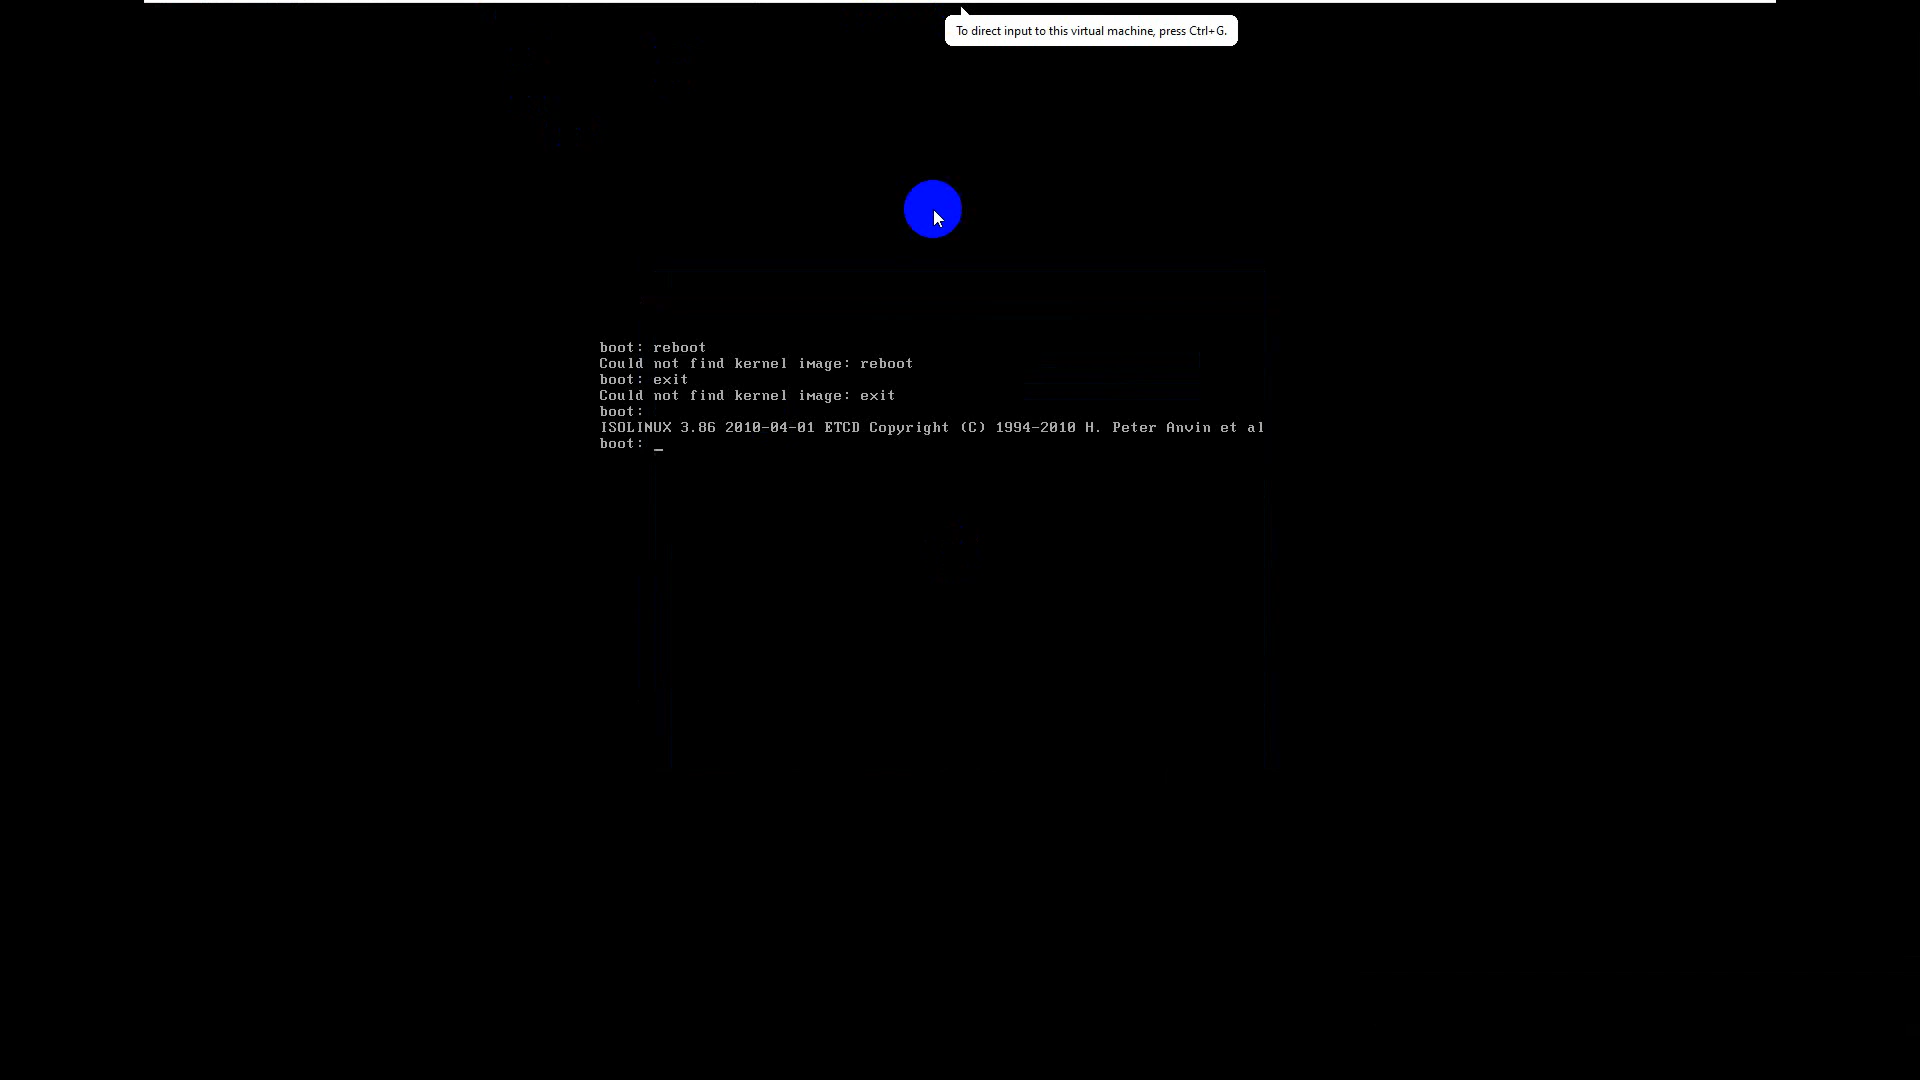 To direct input to this virtual machine, press Ctrl+G.
boot: reboot
Could not find kernel image: reboot
boot: exit
Could not find kernel image: exit
boot:
ISOLINUX 3.86 2010-04-01 ETCD Copyright (C) 1994-2010 H. Peter Anvin et al
boot: _